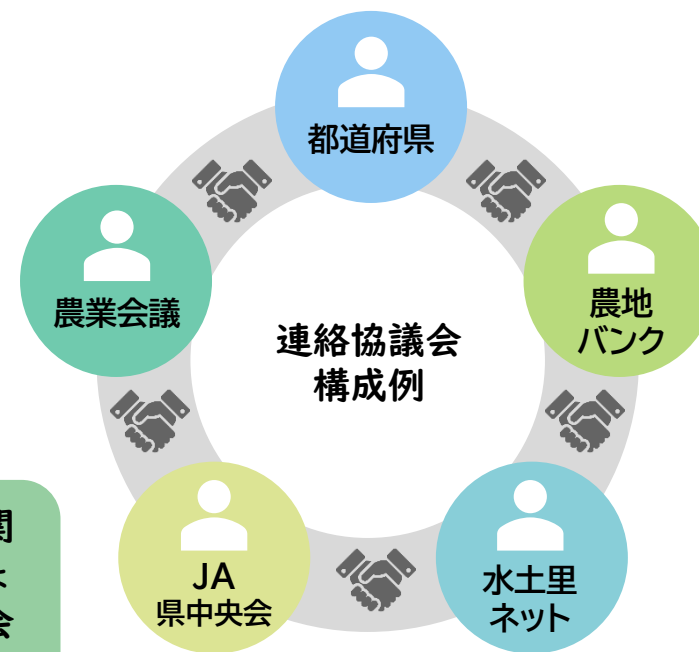 都道府県
農業会議
農地
バンク
連絡協議会
構成例
JA
県中央会
水土里
ネット